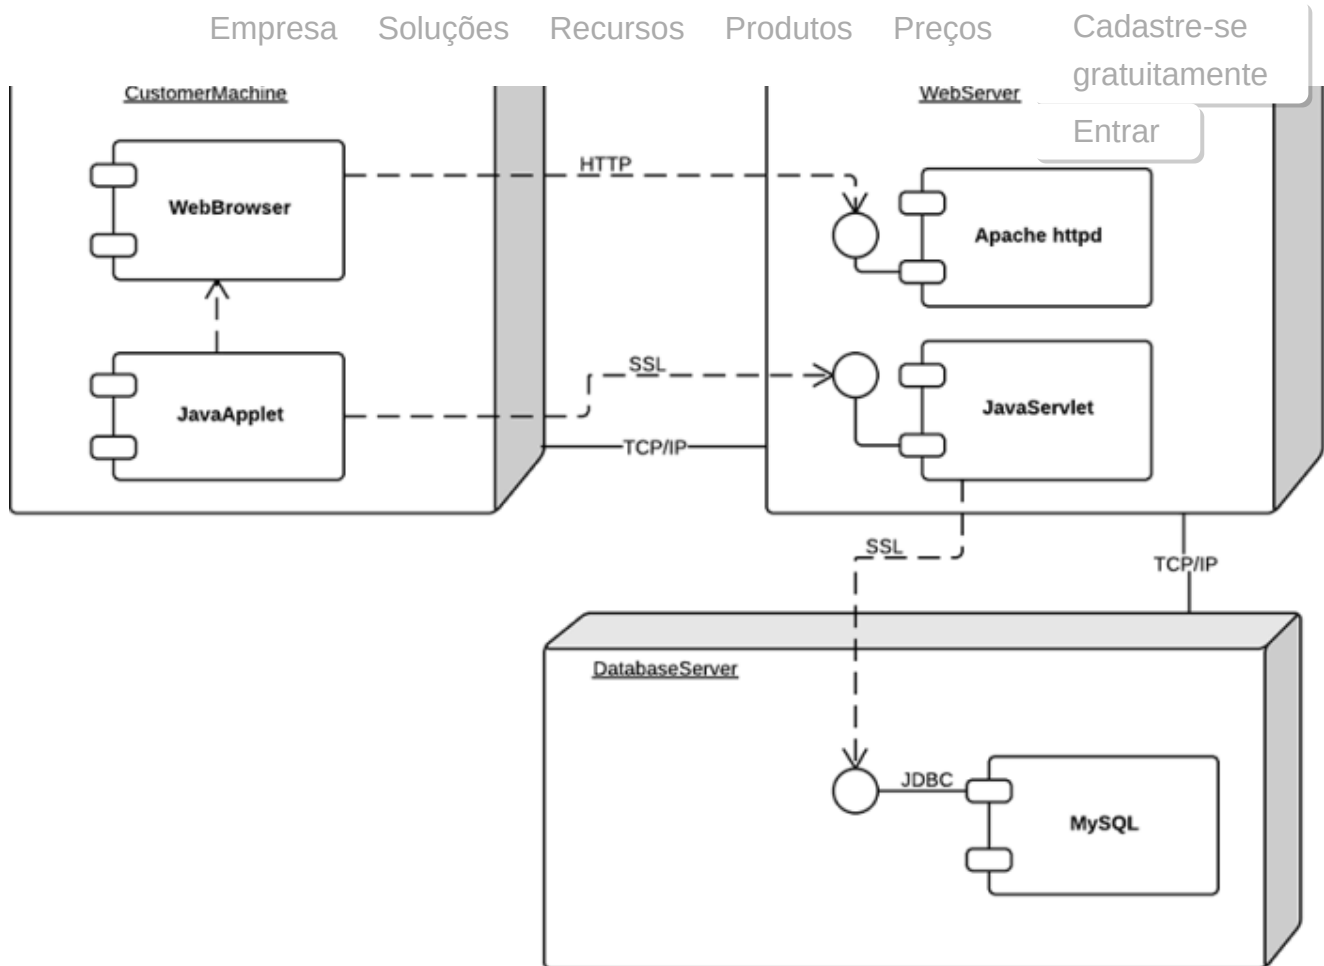 Empresa Soluções Recursos Produtos Preços Cadastre-se
gratuitamente
Entrar
CustomerMachine
WebServer
HTTP
WebBrowser
Apache httpd
SSL
JavaApplet
JavaServlet
TCP/IP
SSL
TCP/IP
DatabaseServer
JDBC
MySQL